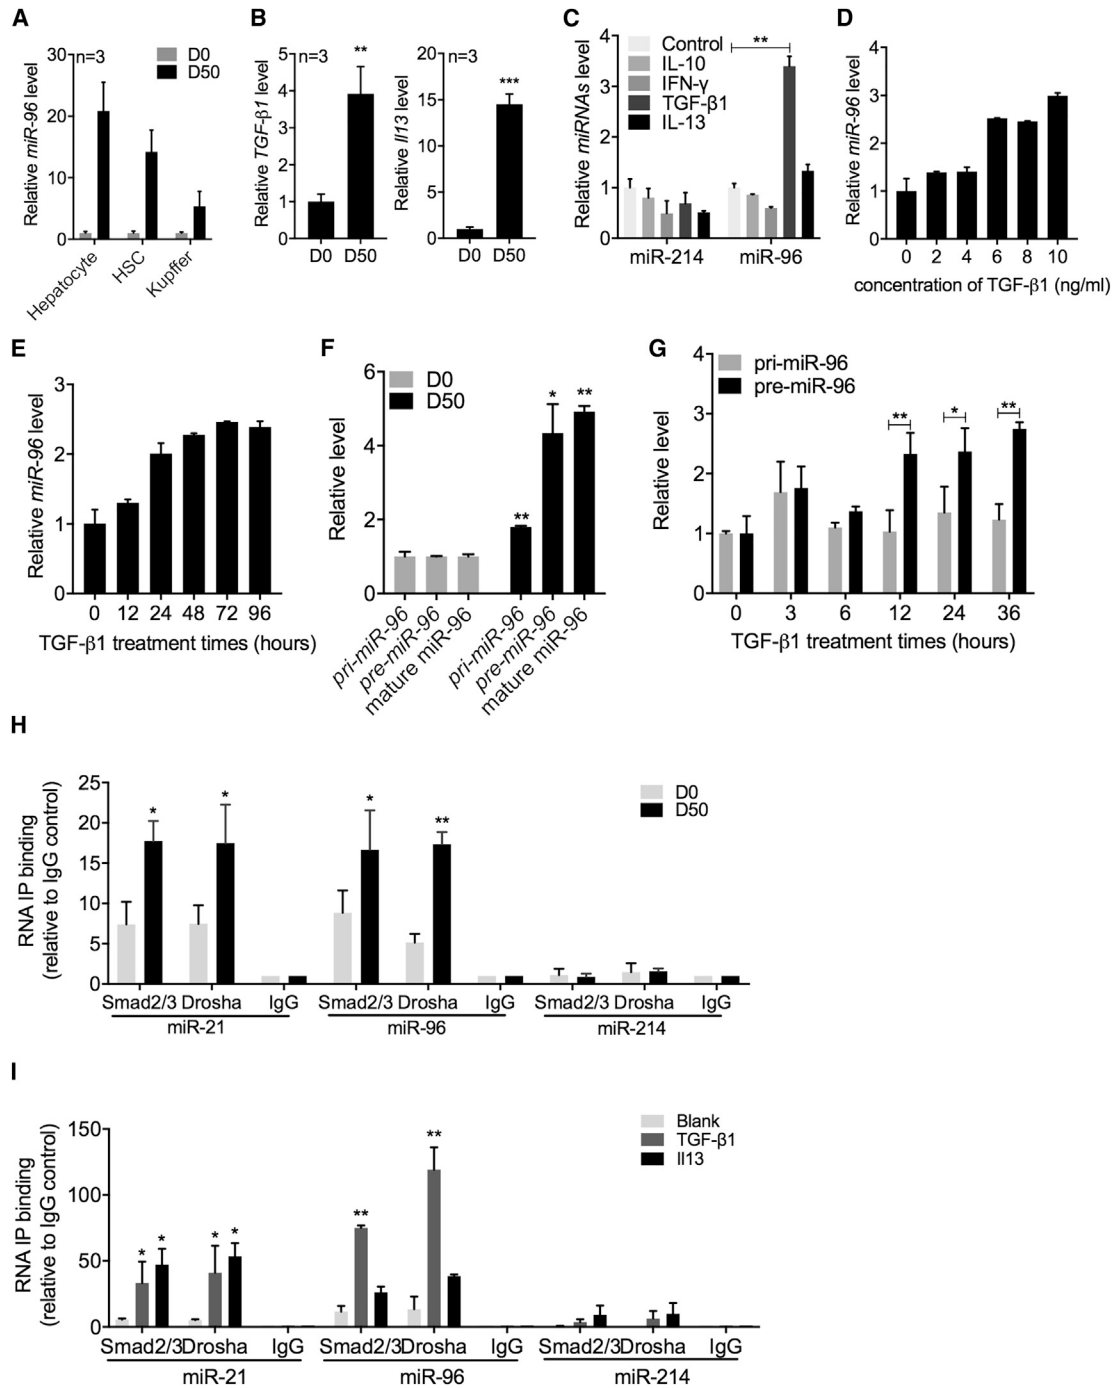 A
Relative miR-96 level
30
20
10
0
n=3
D0
D50
Hepatocyte
HSC
Kupffer
B
Relative TGF-β1 level
5
4
3
2
1
0
n=3
**
D0 D50
Relative Il13 level
20
15
10
5
0
n=3
***
D0 D50
C
Relative miRNAs level
4
3
2
1
0
Control
IL-10
IFN-γ
TGF-β1
IL-13
**
miR-214 miR-96
D
Relative miR-96 level
4
3
2
1
0
0 2 4 6 8 10
concentration of TGF-β1 (ng/ml)
E
Relative miR-96 level
3
2
1
0
0 12 24 48 72 96
TGF-β1 treatment times (hours)
F
Relative level
6
4
2
0
D0
D50
** * **
pri-miR-96
pre-miR-96
mature miR-96
pri-miR-96
pre-miR-96
mature miR-96
G
Relative level
4
3
2
1
0
pri-miR-96
pre-miR-96
** * **
0 3 6 12 24 36
TGF-β1 treatment times (hours)
H
RNA IP binding
(relative to IgG control)
25
20
15
10
5
0
D0
D50
* * * **
Smad2/3 Drosha IgG Smad2/3 Drosha IgG Smad2/3 Drosha IgG
miR-21 miR-96 miR-214
I
RNA IP binding
(relative to IgG control)
150
100
50
0
Blank
TGF-β1
Il13
* * * * ** **
Smad2/3Drosha IgG Smad2/3Drosha IgG Smad2/3Drosha IgG
miR-21 miR-96 miR-214